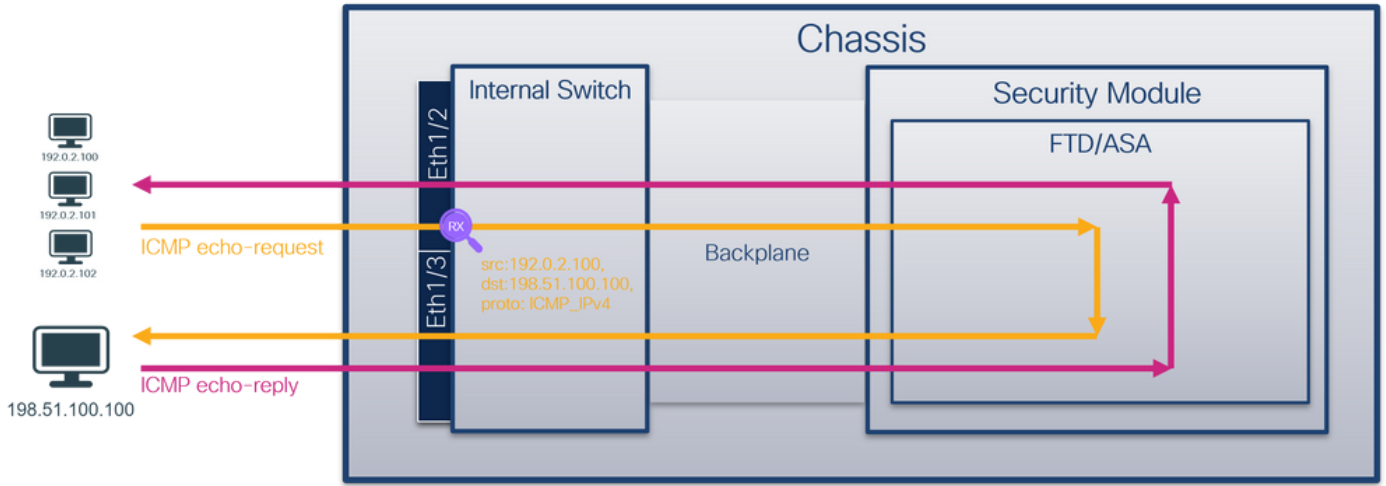 Chassis
Internal Switch
Security Module
FTD/ASA
Eth1/2
192.0.2.100
192.0.2.101
RX
ICMP echo-request
Backplane
192.0.2.102
Eth1/3
src:192.0.2.100,
dst:198.51.100.100,
proto: ICMP_IPv4
ICMP echo-reply
198.51.100.100